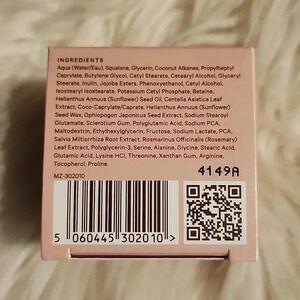 INGREDIENTS
Aqua (Water/Eau), Squalane, Glycerin, Coconut Alkanes, Propylheptyl
Caprylate, Butylene Glycol, Cetyl Stearate, Cetearyl Alcohol, Glyceryl
Stearate, Inulin, Jojoba Esters, Phenoxyethanol, Cetyl Alcohol,
Isostearyl Isostearate, Potassium Cetyl Phosphate, Betaine,
Helianthus Annuus (Sunflower) Seed Oil, Centella Asiatica Leaf
Extract, Coco-Caprylate/Caprate, Helianthus Annuus (Sunflower)
Seed Wax, Ophiopogon Japonicus Seed Extract, Sodium Stearoyl
Glutamate, Sclerotium Gum, Polyglutamic Acid, Sodium PCA,
Maltodextrin, Ethylhexylglycerin, Fructose, Sodium Lactate, PCA,
Salvia Miltiorrhiza Root Extract, Rosmarinus Officinalis (Rosemary)
Leaf Extract, Polyglycerin-3, Serine, Alanine, Glycine, Stearic Acid,
Glutamic Acid, Lysine HCl, Threonine, Xanthan Gum, Arginine,
Tocopherol, Proline.
MZ-302010
4149A
5 060445 302010 >